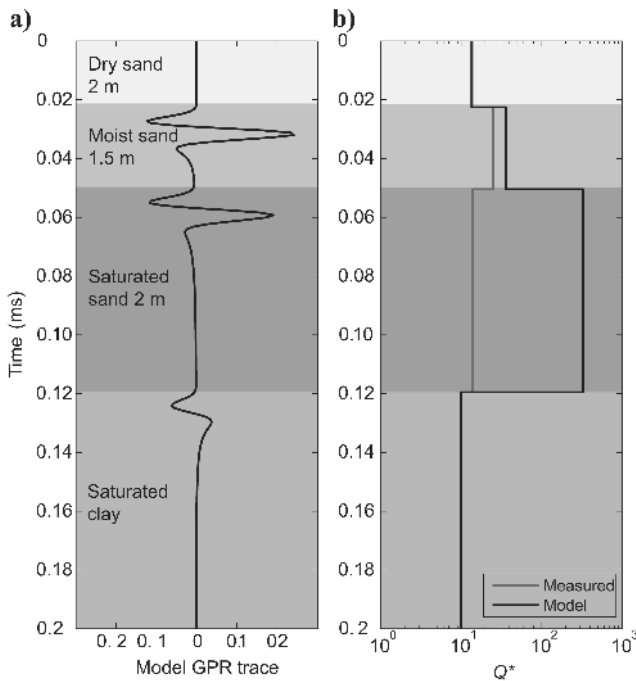 a)
b)
0
0
Dry sand
2 m
0.02
0.02
Moist sand
1.5 m
0.04
0.04
0.06
0.06
Saturated
sand 2 m
0.08
0.08
Time (ms)
0.10
0.10
0.12
0.12
0.14
0.14
Saturated
clay
0.16
0.16
0.18
0.18
Measured
Model
0.2
0.2
0. 2 0. 1 0 0.1 02
10⁰ 10¹ 10² 10³
Model GPR trace
Q*